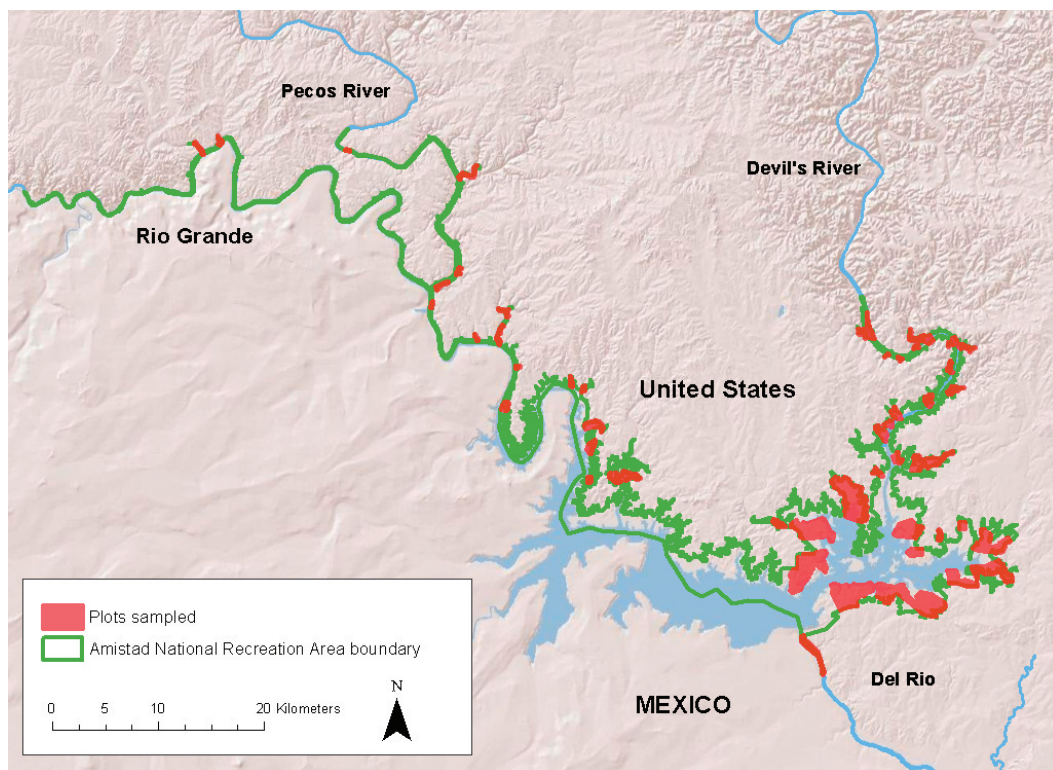 Pecos River
Devil's River
Rio Grande
United States
Del Rio
MEXICO
Plots sampled
Amistad National Recreation Area boundary
N
0 5 10 20 Kilometers